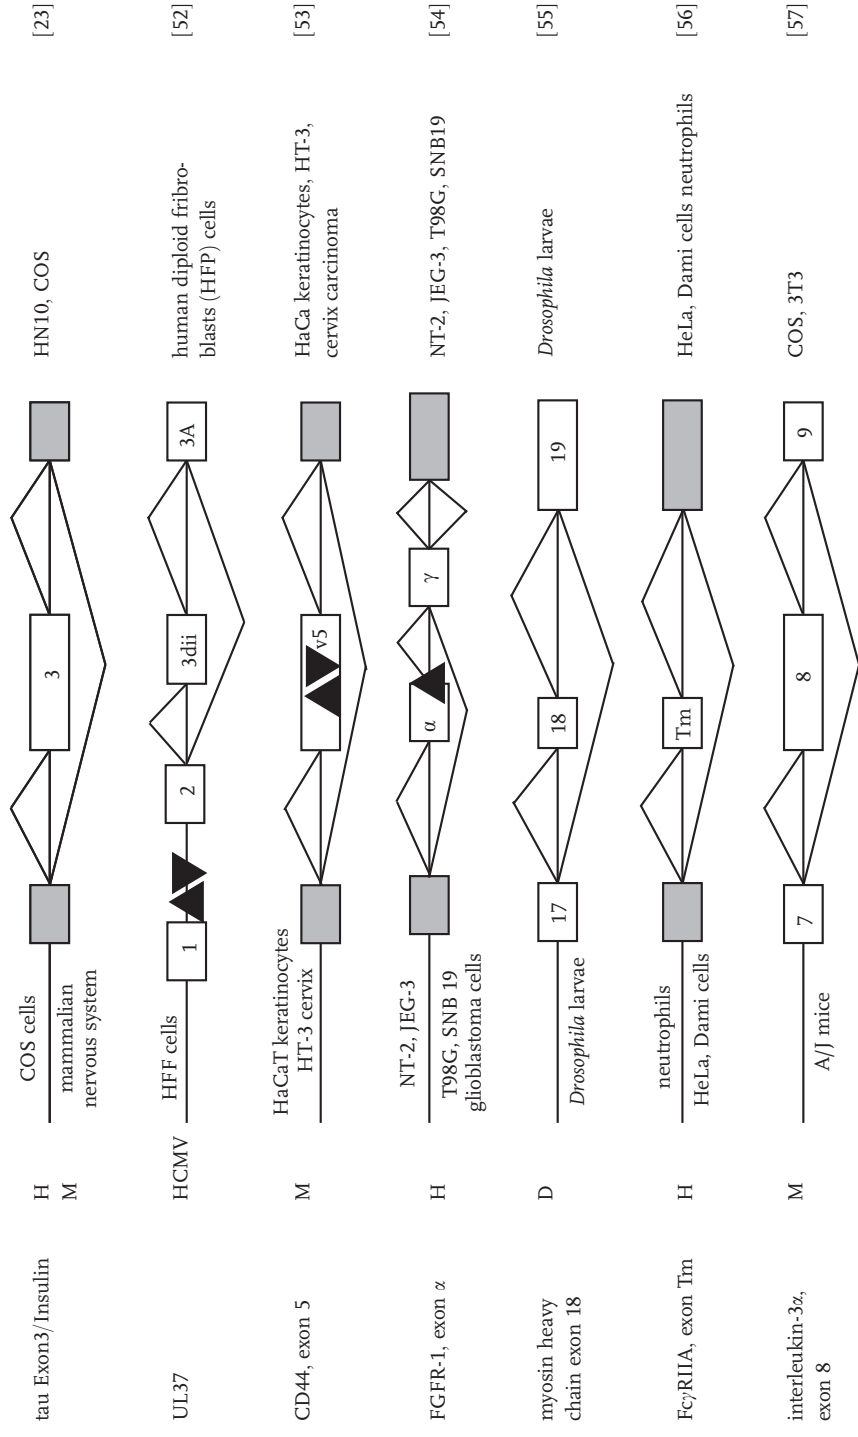 tau Exon3/Insulin
H
M
COS cells
mammalian
nervous system
3
HN10, COS
[23]
UL37
HCMV
HFF cells
1
2
3dii
3A
human diploid fribro-
blasts (HFP) cells
[52]
CD44, exon 5
M
HaCaT keratinocytes
HT-3 cervix
v5
HaCa keratinocytes, HT-3,
cervix carcinoma
[53]
FGFR-1, exon α
H
NT-2, JEG-3
T98G, SNB 19
glioblastoma cells
α
γ
NT-2, JEG-3, T98G, SNB19
[54]
myosin heavy
chain exon 18
D
Drosophila larvae
17
18
19
Drosophila larvae
[55]
FcγRIIA, exon Tm
H
neutrophils
HeLa, Dami cells
Tm
HeLa, Dami cells neutrophils
[56]
interleukin-3α,
exon 8
M
A/J mice
7
8
9
COS, 3T3
[57]